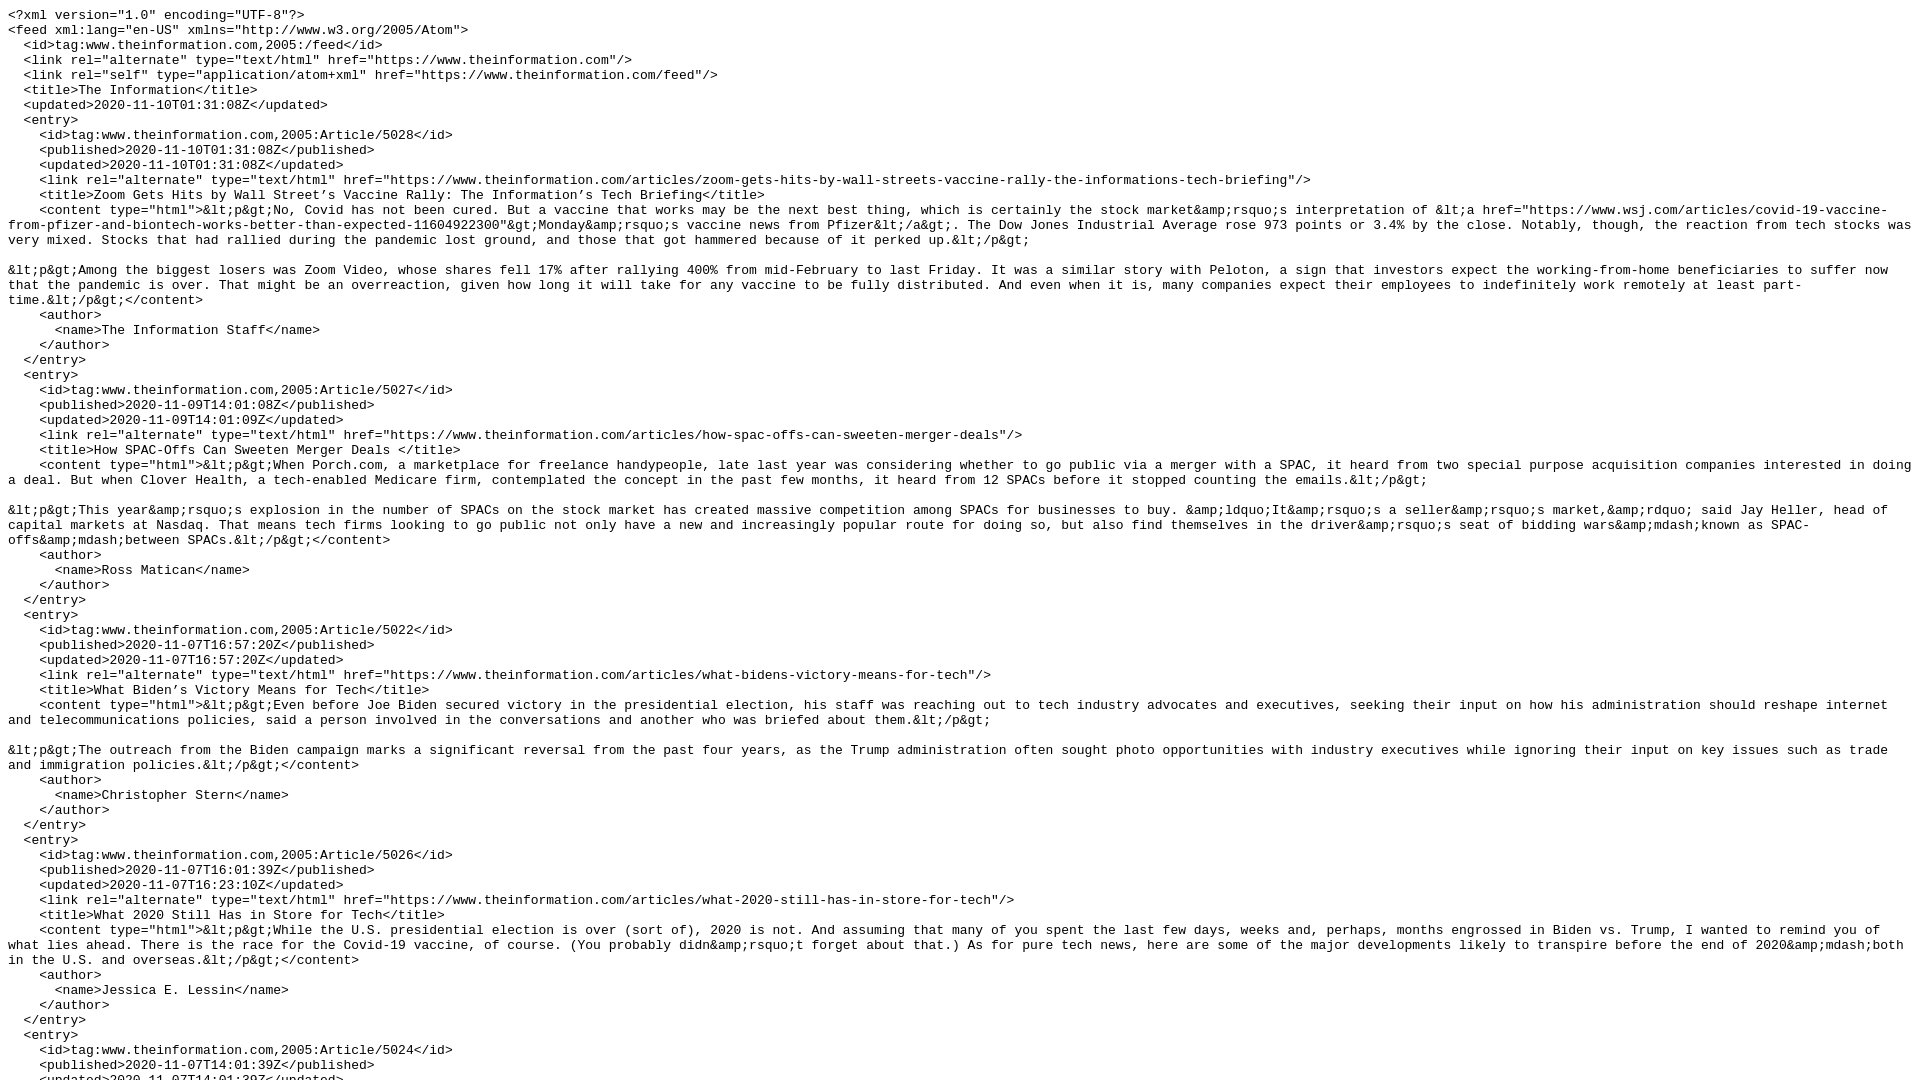 <?xml version="1.0" encoding="UTF-8"?>
<feed xml:lang="en-US" xmlns="http://www.w3.org/2005/Atom">
  <id>tag:www.theinformation.com,2005:/feed</id>
  <link rel="alternate" type="text/html" href="https://www.theinformation.com"/>
  <link rel="self" type="application/atom+xml" href="https://www.theinformation.com/feed"/>
  <title>The Information</title>
  <updated>2020-11-10T01:31:08Z</updated>
  <entry>
    <id>tag:www.theinformation.com,2005:Article/5028</id>
    <published>2020-11-10T01:31:08Z</published>
    <updated>2020-11-10T01:31:08Z</updated>
    <link rel="alternate" type="text/html" href="https://www.theinformation.com/articles/zoom-gets-hits-by-wall-streets-vaccine-rally-the-informations-tech-briefing"/>
    <title>Zoom Gets Hits by Wall Street’s Vaccine Rally: The Information’s Tech Briefing</title>
    <content type="html">&lt;p&gt;No, Covid has not been cured. But a vaccine that works may be the next best thing, which is certainly the stock market&amp;rsquo;s interpretation of &lt;a href="https://www.wsj.com/articles/covid-19-vaccine-
from-pfizer-and-biontech-works-better-than-expected-11604922300"&gt;Monday&amp;rsquo;s vaccine news from Pfizer&lt;/a&gt;. The Dow Jones Industrial Average rose 973 points or 3.4% by the close. Notably, though, the reaction from tech stocks was
very mixed. Stocks that had rallied during the pandemic lost ground, and those that got hammered because of it perked up.&lt;/p&gt;

&lt;p&gt;Among the biggest losers was Zoom Video, whose shares fell 17% after rallying 400% from mid-February to last Friday. It was a similar story with Peloton, a sign that investors expect the working-from-home beneficiaries to suffer now
that the pandemic is over. That might be an overreaction, given how long it will take for any vaccine to be fully distributed. And even when it is, many companies expect their employees to indefinitely work remotely at least part-
time.&lt;/p&gt;</content>
    <author>
      <name>The Information Staff</name>
    </author>
  </entry>
  <entry>
    <id>tag:www.theinformation.com,2005:Article/5027</id>
    <published>2020-11-09T14:01:08Z</published>
    <updated>2020-11-09T14:01:09Z</updated>
    <link rel="alternate" type="text/html" href="https://www.theinformation.com/articles/how-spac-offs-can-sweeten-merger-deals"/>
    <title>How SPAC-Offs Can Sweeten Merger Deals </title>
    <content type="html">&lt;p&gt;When Porch.com, a marketplace for freelance handypeople, late last year was considering whether to go public via a merger with a SPAC, it heard from two special purpose acquisition companies interested in doing
a deal. But when Clover Health, a tech-enabled Medicare firm, contemplated the concept in the past few months, it heard from 12 SPACs before it stopped counting the emails.&lt;/p&gt;

&lt;p&gt;This year&amp;rsquo;s explosion in the number of SPACs on the stock market has created massive competition among SPACs for businesses to buy. &amp;ldquo;It&amp;rsquo;s a seller&amp;rsquo;s market,&amp;rdquo; said Jay Heller, head of
capital markets at Nasdaq. That means tech firms looking to go public not only have a new and increasingly popular route for doing so, but also find themselves in the driver&amp;rsquo;s seat of bidding wars&amp;mdash;known as SPAC-
offs&amp;mdash;between SPACs.&lt;/p&gt;</content>
    <author>
      <name>Ross Matican</name>
    </author>
  </entry>
  <entry>
    <id>tag:www.theinformation.com,2005:Article/5022</id>
    <published>2020-11-07T16:57:20Z</published>
    <updated>2020-11-07T16:57:20Z</updated>
    <link rel="alternate" type="text/html" href="https://www.theinformation.com/articles/what-bidens-victory-means-for-tech"/>
    <title>What Biden’s Victory Means for Tech</title>
    <content type="html">&lt;p&gt;Even before Joe Biden secured victory in the presidential election, his staff was reaching out to tech industry advocates and executives, seeking their input on how his administration should reshape internet
and telecommunications policies, said a person involved in the conversations and another who was briefed about them.&lt;/p&gt;

&lt;p&gt;The outreach from the Biden campaign marks a significant reversal from the past four years, as the Trump administration often sought photo opportunities with industry executives while ignoring their input on key issues such as trade
and immigration policies.&lt;/p&gt;</content>
    <author>
      <name>Christopher Stern</name>
    </author>
  </entry>
  <entry>
    <id>tag:www.theinformation.com,2005:Article/5026</id>
    <published>2020-11-07T16:01:39Z</published>
    <updated>2020-11-07T16:23:10Z</updated>
    <link rel="alternate" type="text/html" href="https://www.theinformation.com/articles/what-2020-still-has-in-store-for-tech"/>
    <title>What 2020 Still Has in Store for Tech</title>
    <content type="html">&lt;p&gt;While the U.S. presidential election is over (sort of), 2020 is not. And assuming that many of you spent the last few days, weeks and, perhaps, months engrossed in Biden vs. Trump, I wanted to remind you of
what lies ahead. There is the race for the Covid-19 vaccine, of course. (You probably didn&amp;rsquo;t forget about that.) As for pure tech news, here are some of the major developments likely to transpire before the end of 2020&amp;mdash;both
in the U.S. and overseas.&lt;/p&gt;</content>
    <author>
      <name>Jessica E. Lessin</name>
    </author>
  </entry>
  <entry>
    <id>tag:www.theinformation.com,2005:Article/5024</id>
    <published>2020-11-07T14:01:39Z</published>
    <updated>2020-11-07T14:01:39Z</updated>